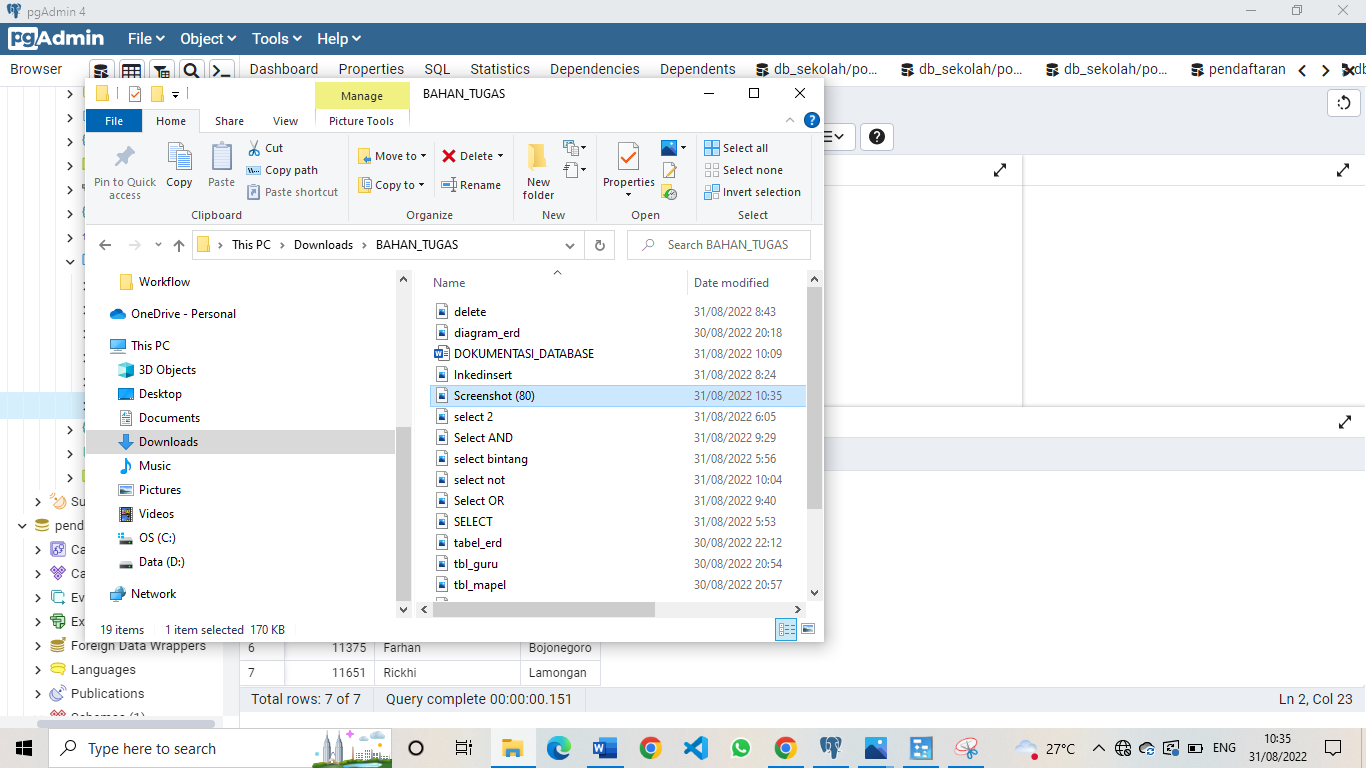 pgAdmin 4
pgAdmin File Object Tools Help
Browser Dashboard Properties SQL Statistics Dependencies Dependents db_sekolah/po... db_sekolah/po... db_sekolah/po... pendaftaran
Manage BAHAN_TUGAS
File Home Share View Picture Tools
Pin to Quick access
Copy
Paste
Cut
Copy path
Paste shortcut
Clipboard
Move to
Copy to
Delete
Rename
Organize
New folder
New
Properties
Open
Select all
Select none
Invert selection
Select
This PC > Downloads > BAHAN_TUGAS
Search BAHAN_TUGAS
Workflow
OneDrive - Personal
This PC
3D Objects
Desktop
Documents
Downloads
Music
Pictures
Videos
OS (C:)
Data (D:)
Network
Name Date modified
delete 31/08/2022 8:43
diagram_erd 30/08/2022 20:18
DOKUMENTASI_DATABASE 31/08/2022 10:09
Inkedinsert 31/08/2022 8:24
Screenshot (80) 31/08/2022 10:35
select 2 31/08/2022 6:05
Select AND 31/08/2022 9:29
select bintang 31/08/2022 5:56
select not 31/08/2022 10:04
Select OR 31/08/2022 9:40
SELECT 31/08/2022 5:53
tabel_erd 30/08/2022 22:12
tbl_guru 30/08/2022 20:54
tbl_mapel 30/08/2022 20:57
19 items 1 item selected 170 KB
Su
pend
Ca
Ca
Ev
Ex
Foreign Data Wrappers
Languages
Publications
6 11375 Farhan Bojonegoro
7 11651 Rickhi Lamongan
Total rows: 7 of 7 Query complete 00:00:00.151 Ln 2, Col 23
Type here to search
27°C ENG 10:35
31/08/2022